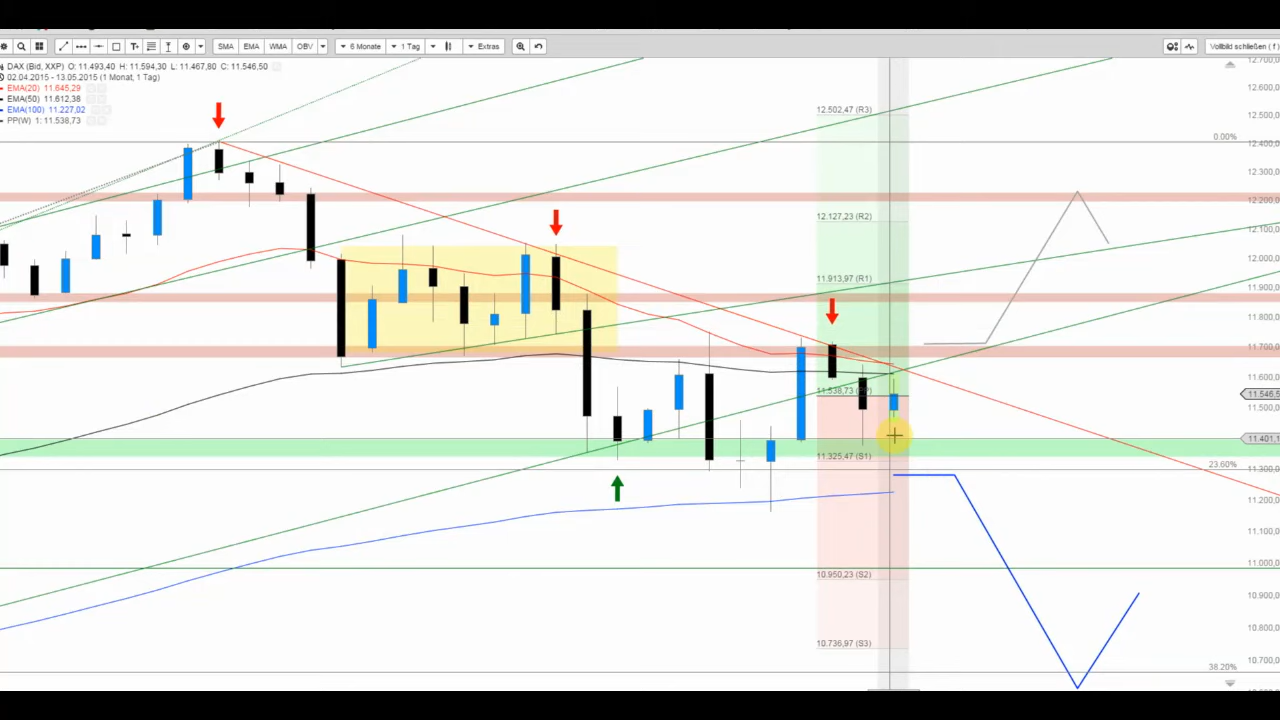 SMA EMA WMA OBV 6 Monate 1 Tag Extras Vollbild schließen ( f )
DAX (Bid, XXP) O: 11.493,40 H: 11.594,30 L: 11.467,80 C: 11.546,50
02.04.2015 - 13.05.2015 (1 Monat, 1 Tag)
EMA(20) 11.645,29
EMA(50) 11.612,38
EMA(100) 11.227,02
PP(W) 1: 11.538,73
12.600,0
12.502,47 (R3)
12.500,0
0.00%
12.400,0
12.300,0
12.200,0
12.127,23 (R2)
12.100,0
12.000,0
11.913,97 (R1)
11.900,0
11.800,0
11.700,0
11.600,0
11.538,73 (PP)
11.546,5
11.500,0
11.401,1
11.325,47 (S1)
23.60%
11.300,0
11.200,0
11.100,0
11.000,0
10.950,23 (S2)
10.900,0
10.800,0
10.736,97 (S3)
10.700,0
38.20%